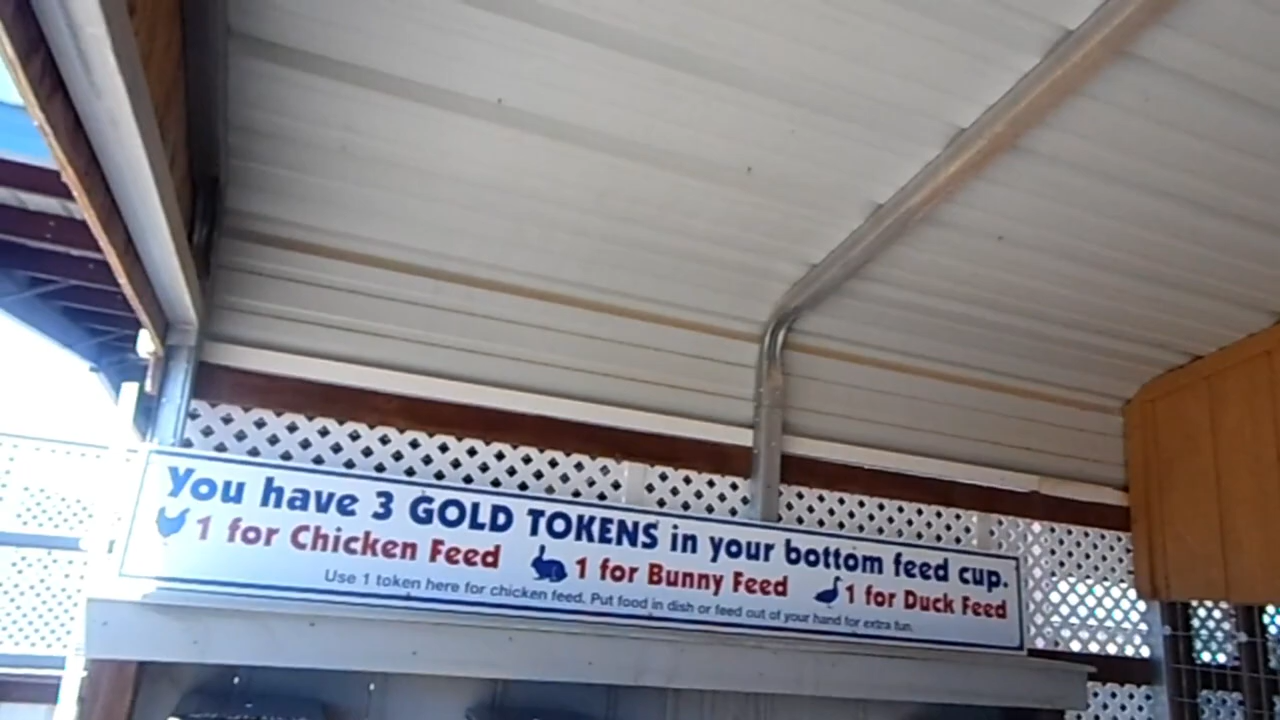 You have 3 GOLD TOKENS in your bottom feed cup.
1 for Chicken Feed 1 for Bunny Feed 1 for Duck Feed
Use 1 token here for chicken feed. Put food in dish or feed out of your hand for extra fun.